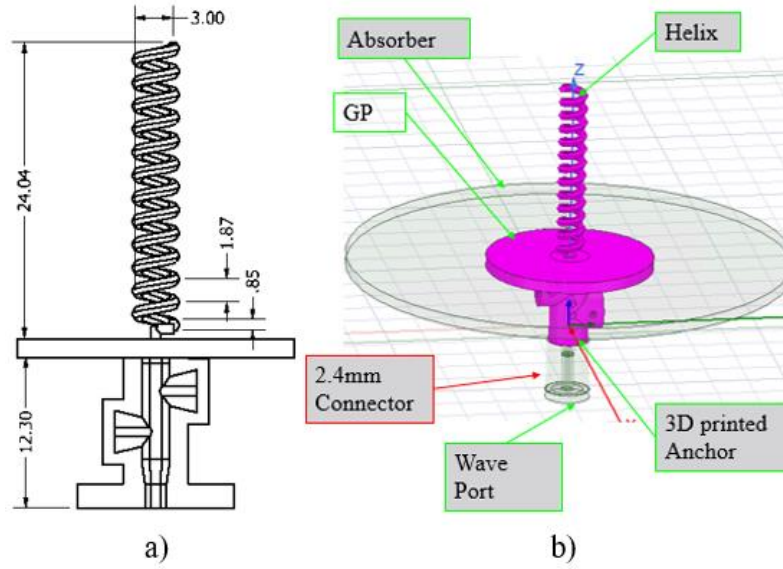 3.00
24.04
1.87
.85
12.30
a)
Absorber
Helix
Z
GP
2.4mm
Connector
Wave
Port
3D printed
Anchor
b)